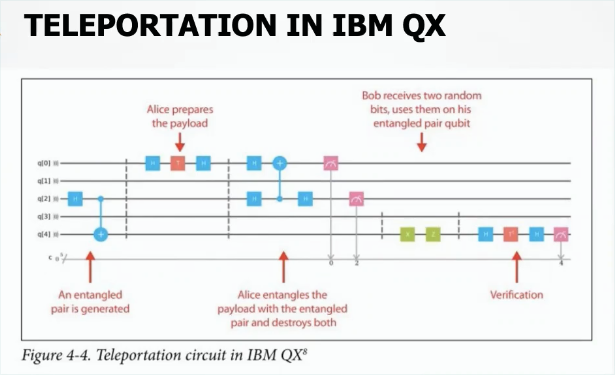 TELEPORTATION IN IBM QX
Alice prepares
the payload
Bob receives two random
bits, uses them on his
entangled pair qubit
q[0]
q[1]
q[2]
q[3]
q[4]
c
0
2
4
An entangled
pair is generated
Alice entangles the
payload with the entangled
pair and destroys both
Verification
Figure 4-4. Teleportation circuit in IBM QX⁸